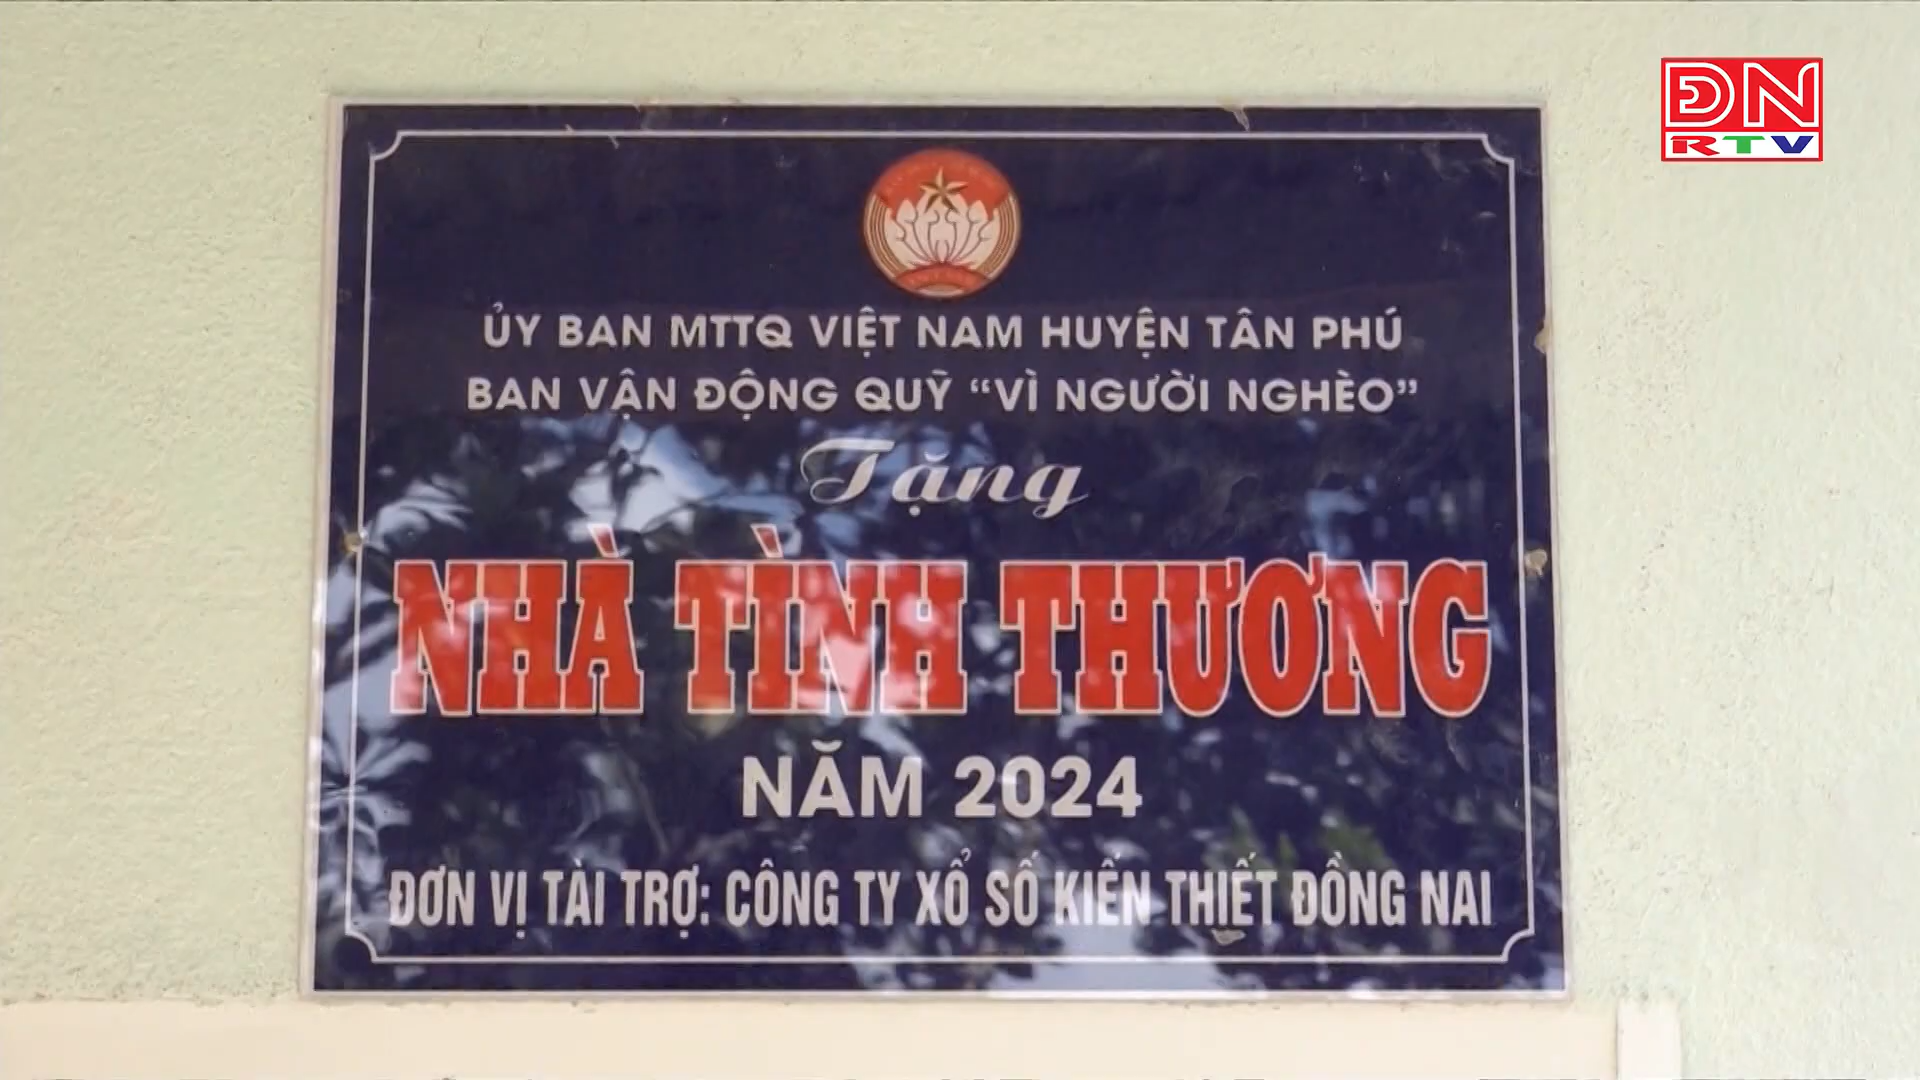 ĐN
RTV
ỦY BAN MTTQ VIỆT NAM HUYỆN TÂN PHÚ
BAN VẬN ĐỘNG QUỸ “VÌ NGƯỜI NGHÈO”
Tặng
NHÀ TÌNH THƯƠNG
NĂM 2024
ĐƠN VỊ TÀI TRỢ: CÔNG TY XỔ SỐ KIẾN THIẾT ĐỒNG NAI